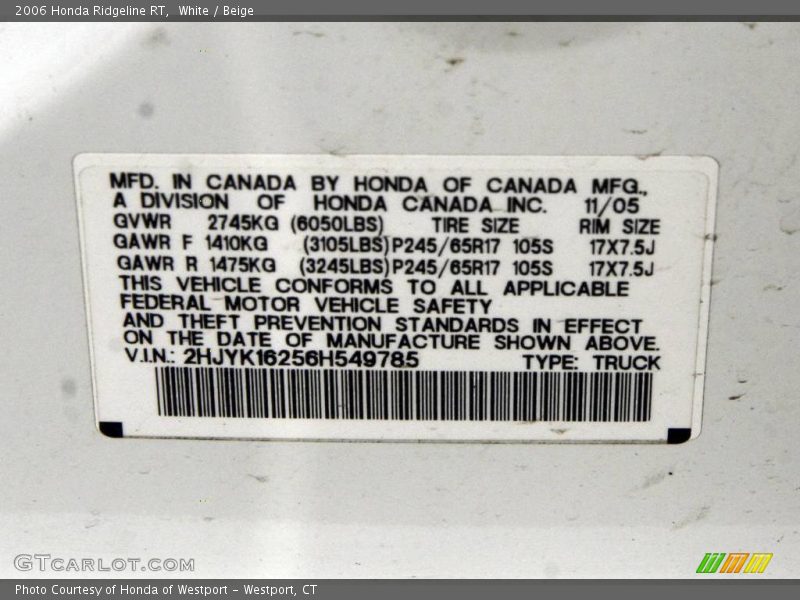 2006 Honda Ridgeline RT,  White / Beige
MFD. IN CANADA BY HONDA OF CANADA MFG.,
A DIVISION OF HONDA CANADA INC. 11/05
GVWR 2745KG (6050LBS) TIRE SIZE RIM SIZE
GAWR F 1410KG (3105LBS) P245/65R17 105S 17X7.5J
GAWR R 1475KG (3245LBS) P245/65R17 105S 17X7.5J
THIS VEHICLE CONFORMS TO ALL APPLICABLE
FEDERAL MOTOR VEHICLE SAFETY
AND THEFT PREVENTION STANDARDS IN EFFECT
ON THE DATE OF MANUFACTURE SHOWN ABOVE.
V.I.N.: 2HJYK16256H549785 TYPE: TRUCK
GTCARLOT.COM
Photo Courtesy of Honda of Westport – Westport, CT